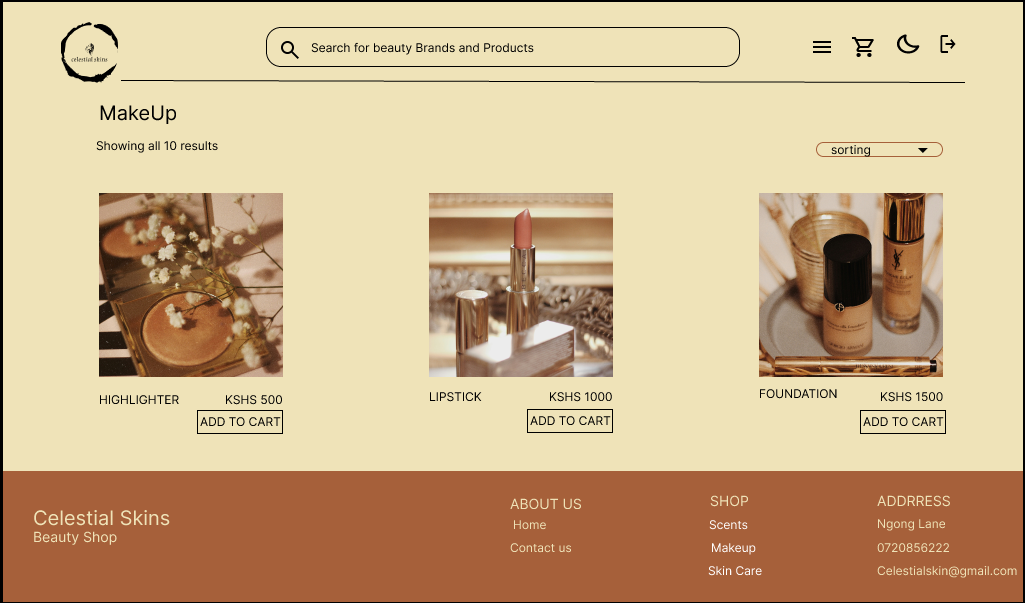 celestial skins
Search for beauty Brands and Products
MakeUp
Showing all 10 results
sorting
HIGHLIGHTER
KSHS 500
ADD TO CART
LIPSTICK
KSHS 1000
ADD TO CART
FOUNDATION
KSHS 1500
ADD TO CART
Celestial Skins
Beauty Shop
ABOUT US
Home
Contact us
SHOP
Scents
Makeup
Skin Care
ADDRRESS
Ngong Lane
0720856222
Celestialskin@gmail.com